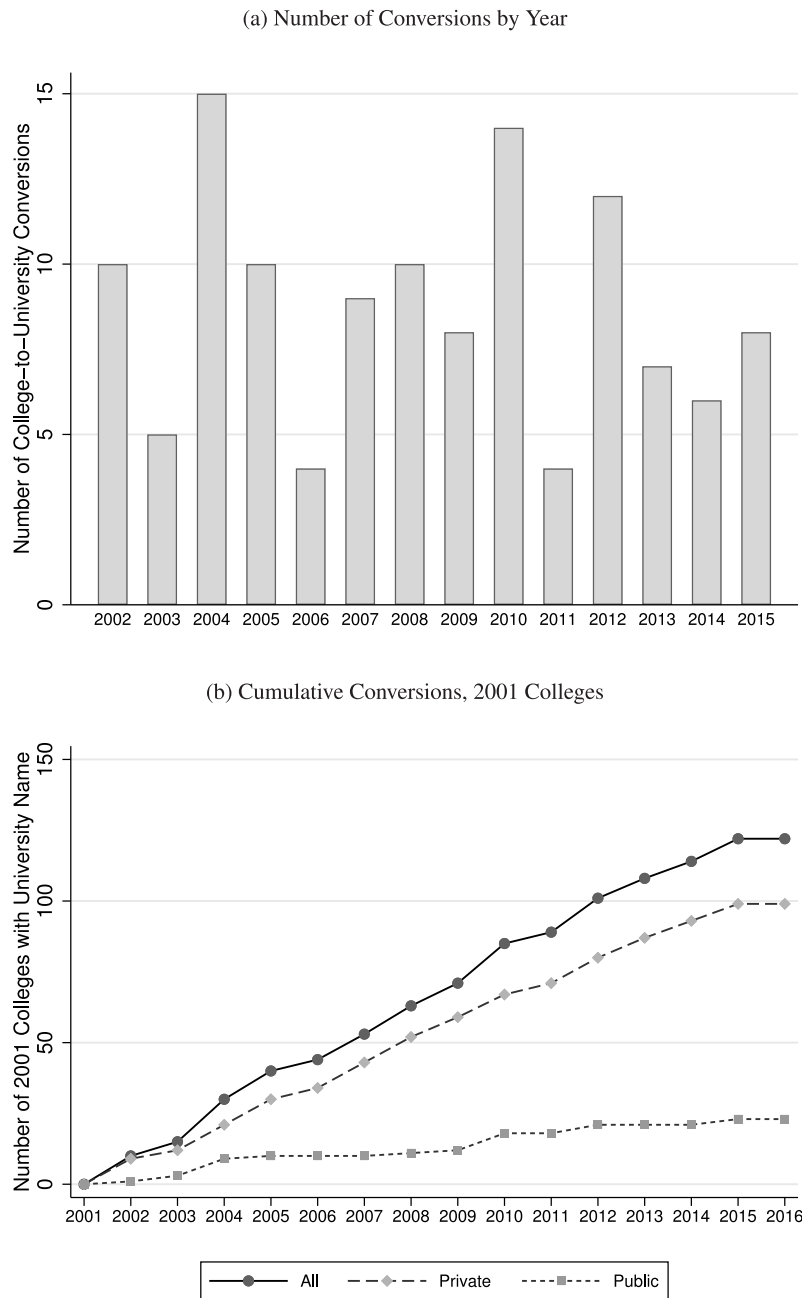 (a) Number of Conversions by Year
Number of College−to−University Conversions
15
10
5
0
2002 2003 2004 2005 2006 2007 2008 2009 2010 2011 2012 2013 2014 2015
(b) Cumulative Conversions, 2001 Colleges
Number of 2001 Colleges with University Name
150
100
50
0
2001 2002 2003 2004 2005 2006 2007 2008 2009 2010 2011 2012 2013 2014 2015 2016
All Private Public